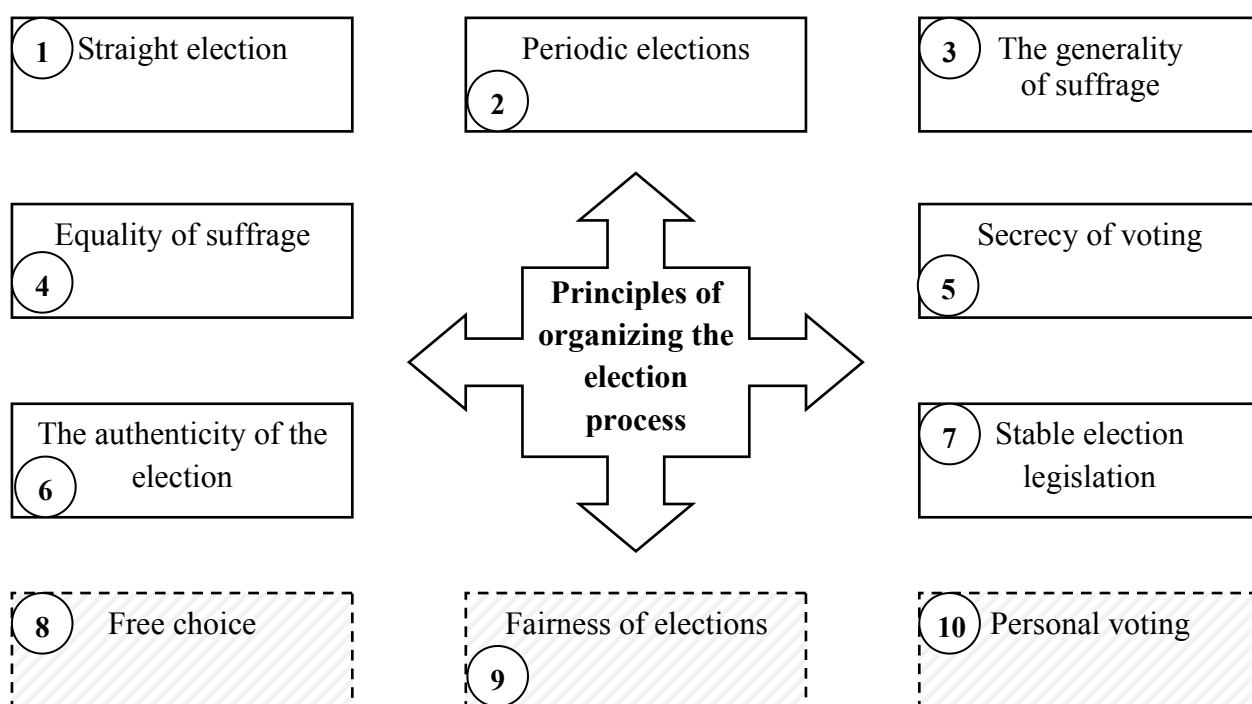 1 Straight election
Periodic elections
2
3 The generality
of suffrage
Equality of suffrage
4
Secrecy of voting
5
Principles of
organizing the
election
process
The authenticity of the
election
6
7 Stable election
legislation
8 Free choice
Fairness of elections
9
10 Personal voting